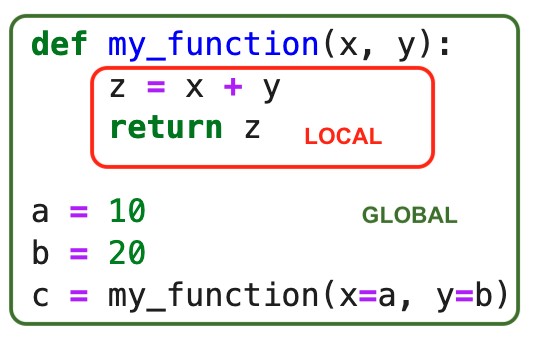 def my_function(x, y):
z = x + y
return z
LOCAL
a = 10
GLOBAL
b = 20
c = my_function(x=a, y=b)